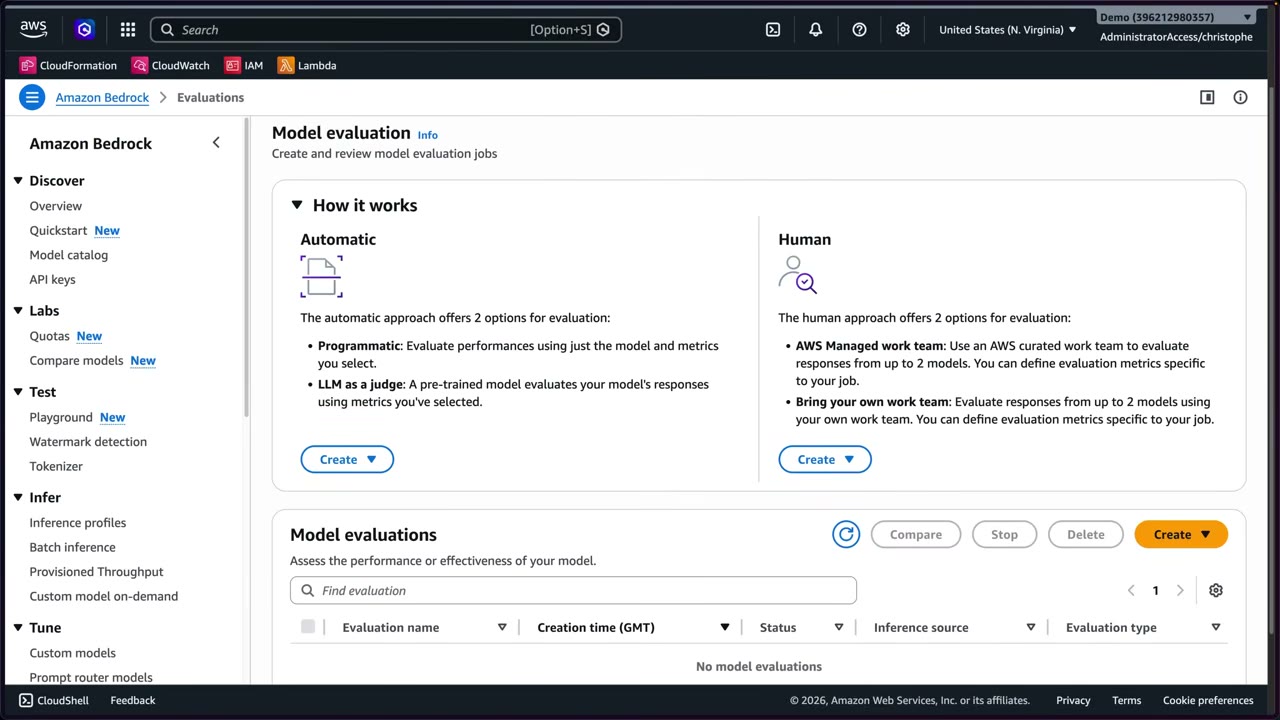 aws
Search [Option+S]
United States (N. Virginia)
Demo (396212980357)
AdministratorAccess/christophe
CloudFormation CloudWatch IAM Lambda
Amazon Bedrock Evaluations
Amazon Bedrock
Discover
Overview
Quickstart New
Model catalog
API keys
Labs
Quotas New
Compare models New
Test
Playground New
Watermark detection
Tokenizer
Infer
Inference profiles
Batch inference
Provisioned Throughput
Custom model on-demand
Tune
Custom models
Prompt router models
Model evaluation Info
Create and review model evaluation jobs
How it works
Automatic
The automatic approach offers 2 options for evaluation:
• Programmatic: Evaluate performances using just the model and metrics
you select.
• LLM as a judge: A pre-trained model evaluates your model's responses
using metrics you've selected.
Create
Human
The human approach offers 2 options for evaluation:
• AWS Managed work team: Use an AWS curated work team to evaluate
responses from up to 2 models. You can define evaluation metrics specific
to your job.
• Bring your own work team: Evaluate responses from up to 2 models using
your own work team. You can define evaluation metrics specific to your job.
Create
Model evaluations
Compare Stop Delete Create
Assess the performance or effectiveness of your model.
Find evaluation
1
Evaluation name Creation time (GMT) Status Inference source Evaluation type
No model evaluations
CloudShell Feedback © 2026, Amazon Web Services, Inc. or its affiliates. Privacy Terms Cookie preferences